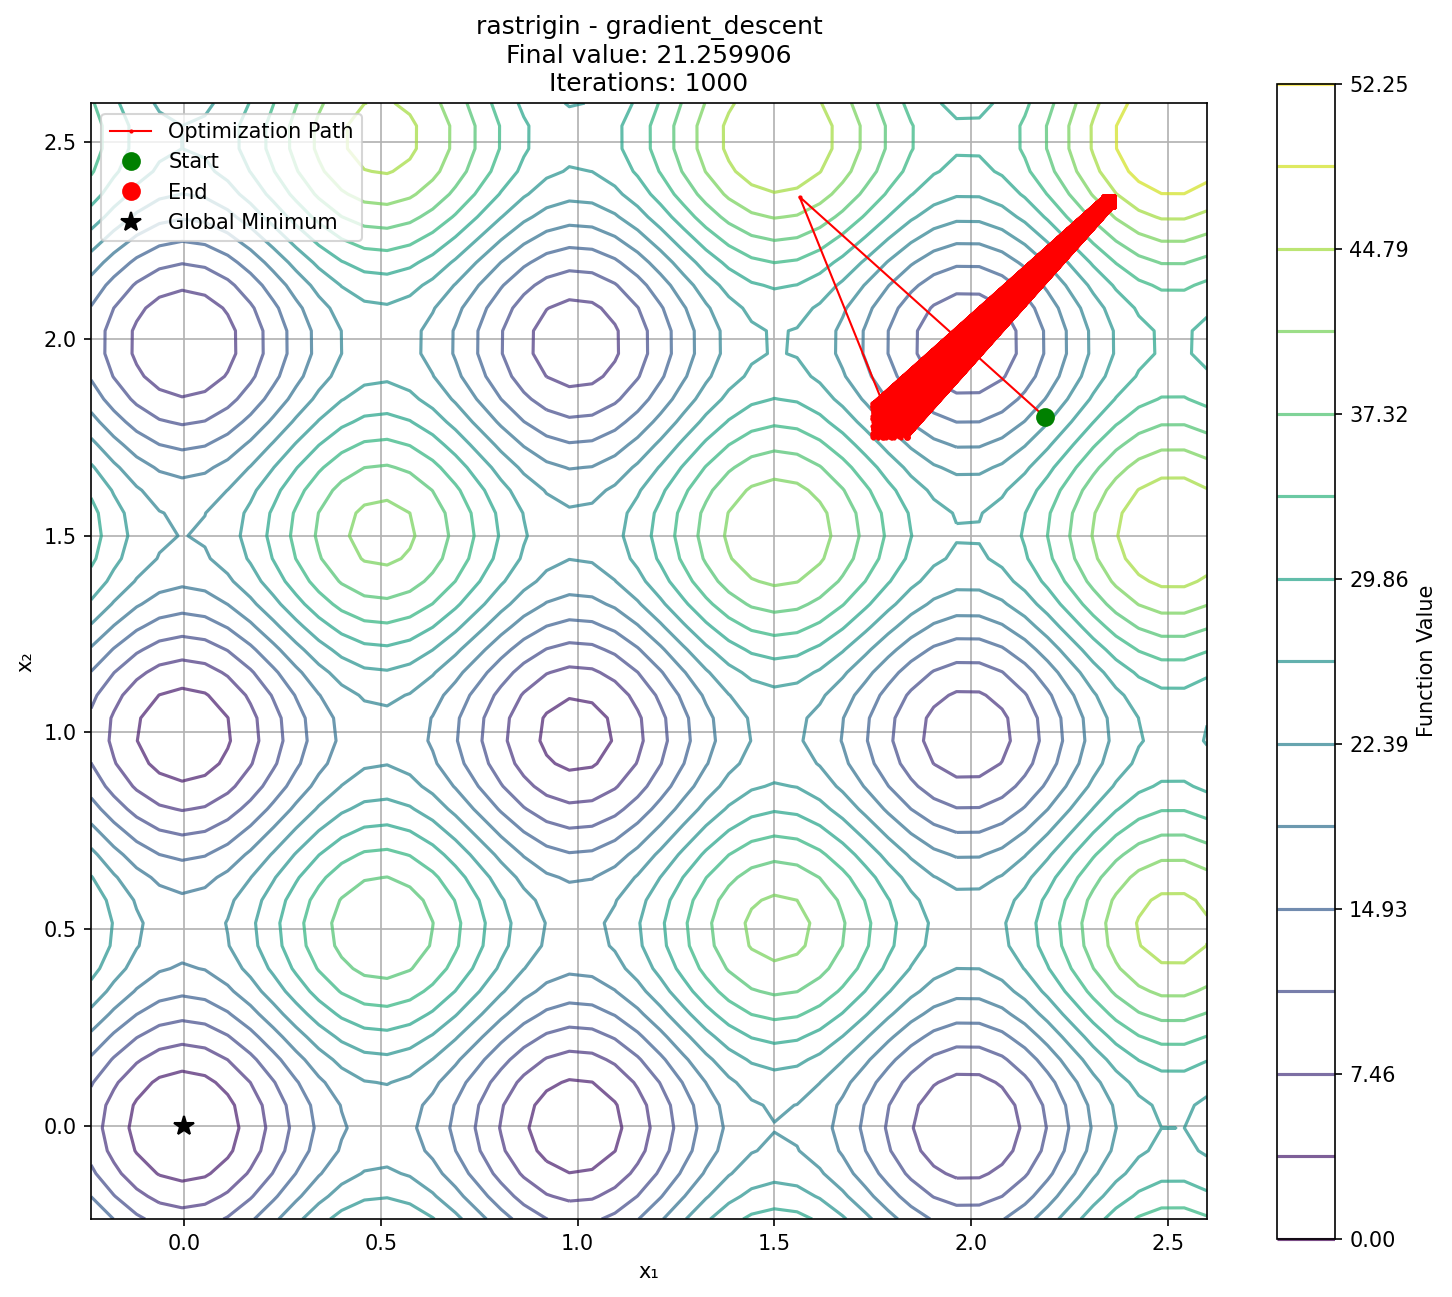 rastrigin - gradient_descent
Final value: 21.259906
Iterations: 1000
Optimization Path
Start
End
Global Minimum
2.5
2.0
1.5
1.0
0.5
0.0
x₂
0.0
0.5
1.0
1.5
2.0
2.5
x₁
52.25
44.79
37.32
29.86
22.39
14.93
7.46
0.00
Function Value